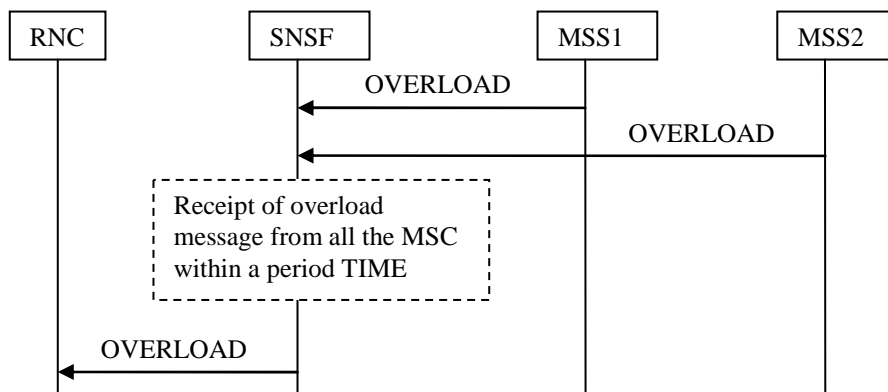 RNC
SNSF
MSS1
MSS2
OVERLOAD
OVERLOAD
Receipt of overload
message from all the MSC
within a period TIME
OVERLOAD